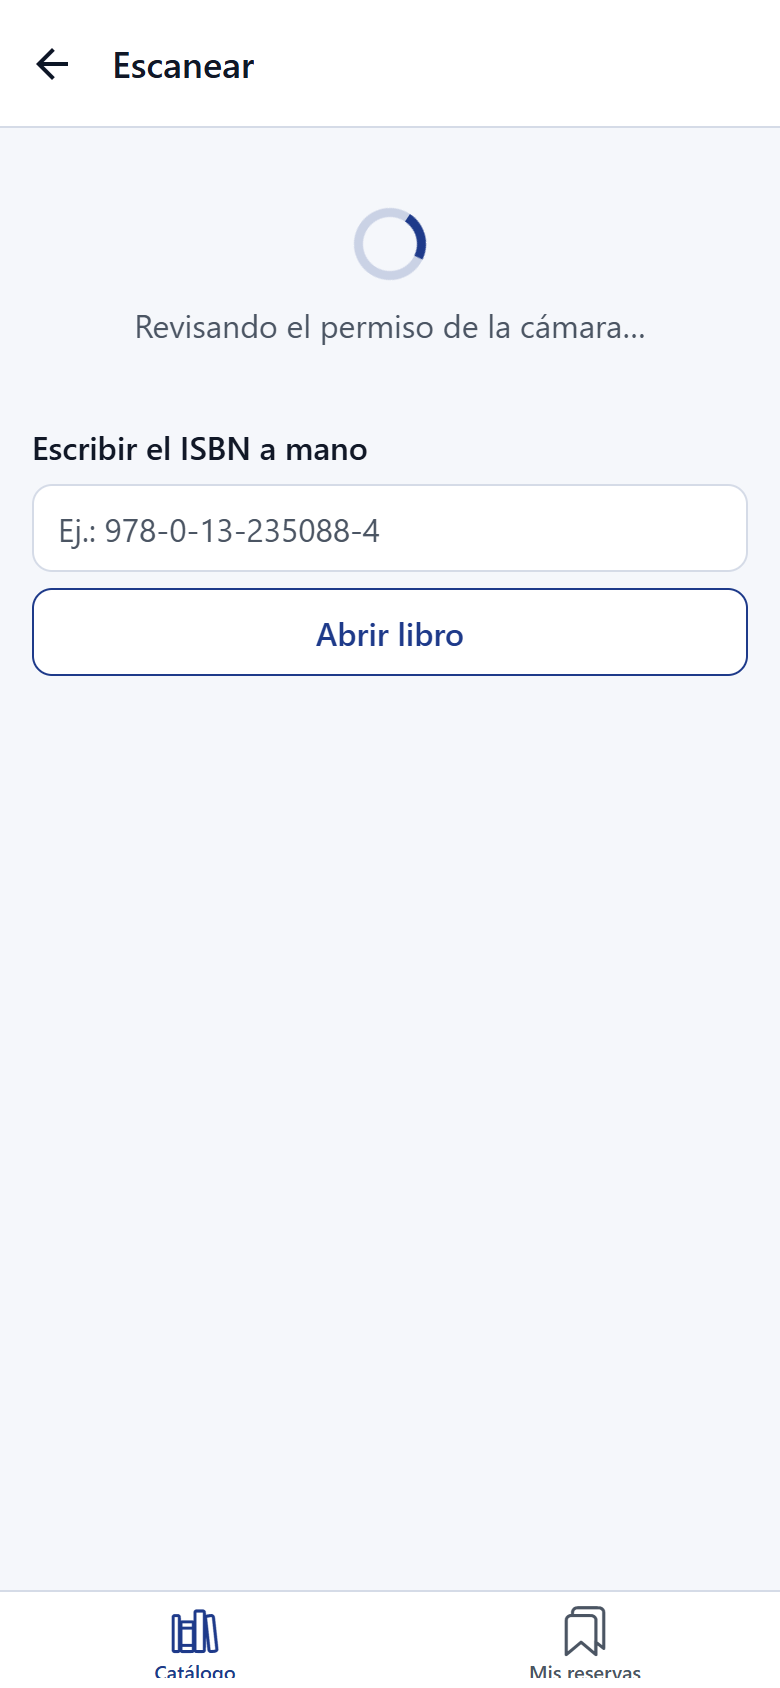 Escanear
Revisando el permiso de la cámara...
Escribir el ISBN a mano
Ej.: 978-0-13-235088-4
Abrir libro
Catálogo
Mis reservas